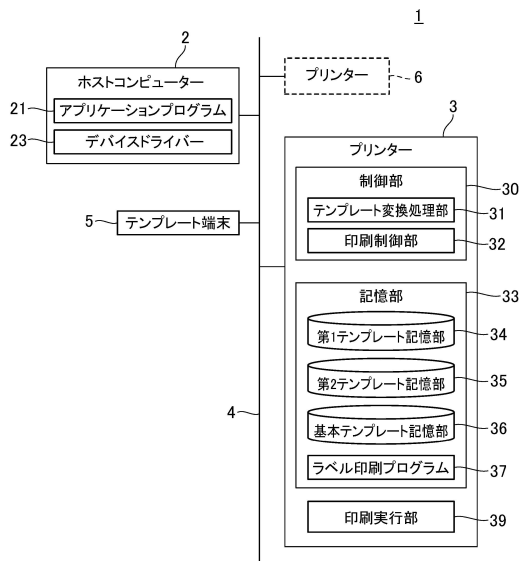 1
2
ホストコンピューター
21
アプリケーションプログラム
23
デバイスドライバー
プリンター
6
3
プリンター
制御部
30
テンプレート変換処理部
31
印刷制御部
32
5
テンプレート端末
記憶部
33
第1テンプレート記憶部
34
第2テンプレート記憶部
35
基本テンプレート記憶部
36
ラベル印刷プログラム
37
4
印刷実行部
39